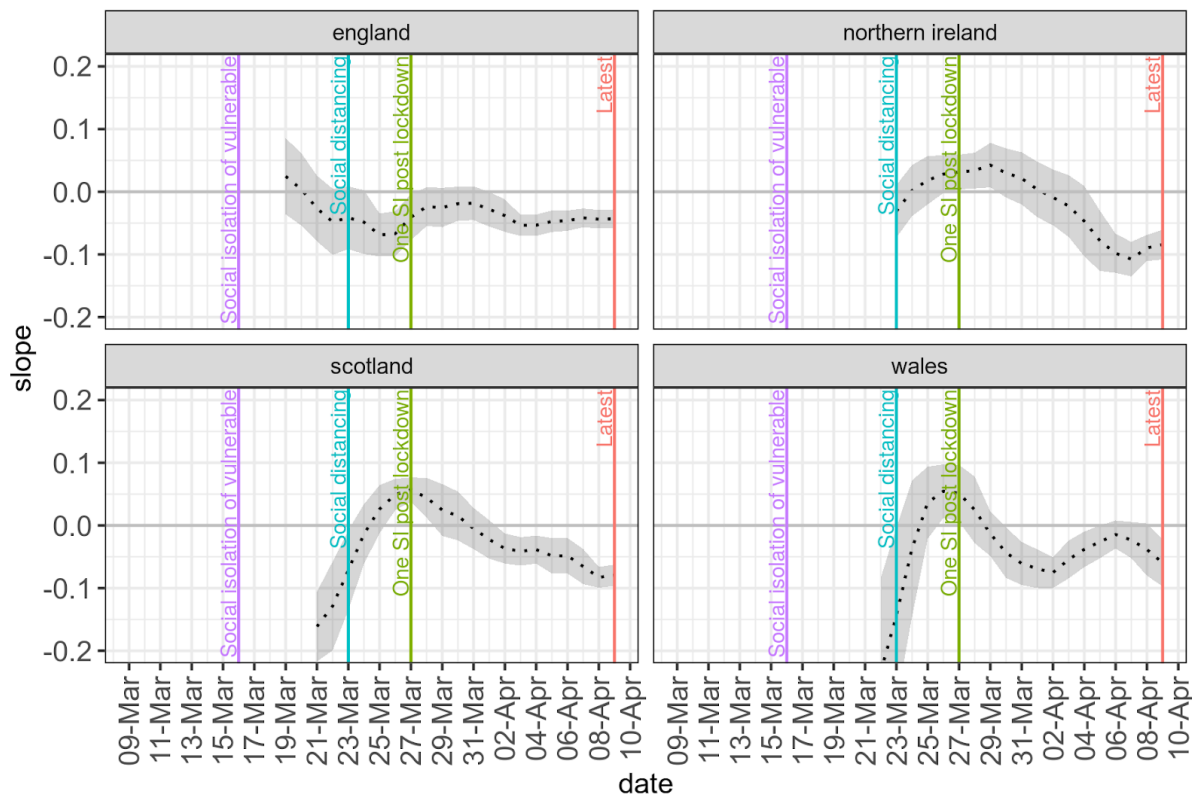 england
northern ireland
0.2
0.1
0.0
-0.1
-0.2
Social isolation of vulnerable
Social distancing
One SI post lockdown
Latest
Social isolation of vulnerable
Social distancing
One SI post lockdown
Latest
slope
scotland
wales
0.2
0.1
0.0
-0.1
-0.2
Social isolation of vulnerable
Social distancing
One SI post lockdown
Latest
Social isolation of vulnerable
Social distancing
One SI post lockdown
Latest
09-Mar
11-Mar
13-Mar
15-Mar
17-Mar
19-Mar
21-Mar
23-Mar
25-Mar
27-Mar
29-Mar
31-Mar
02-Apr
04-Apr
06-Apr
08-Apr
10-Apr
09-Mar
11-Mar
13-Mar
15-Mar
17-Mar
19-Mar
21-Mar
23-Mar
25-Mar
27-Mar
29-Mar
31-Mar
02-Apr
04-Apr
06-Apr
08-Apr
10-Apr
date